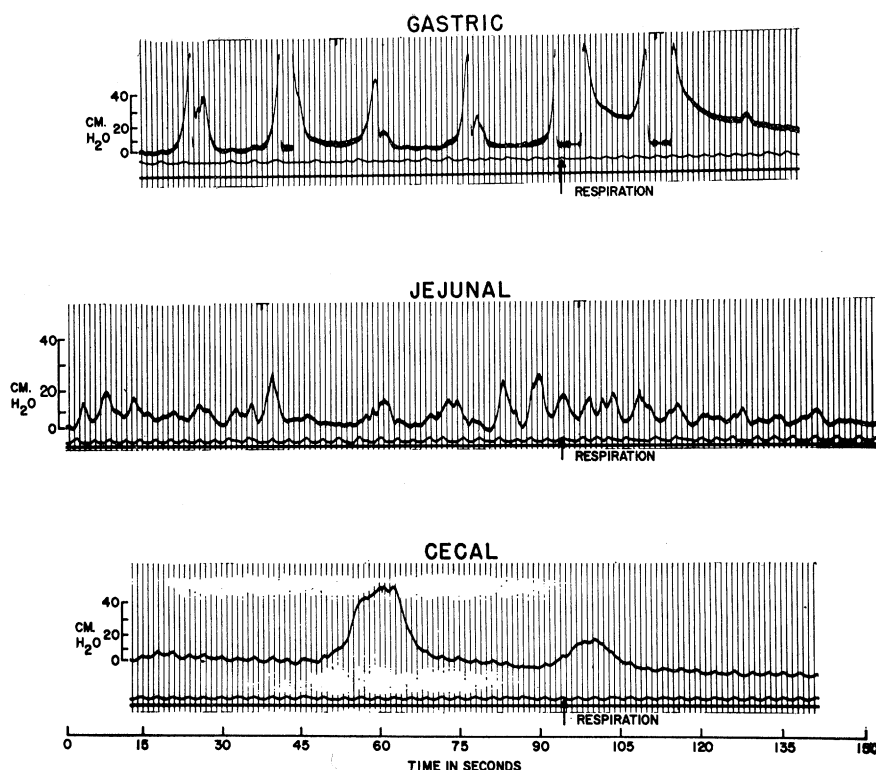 GASTRIC
40
CM. 20
H2O
0
RESPIRATION
JEJUNAL
40
CM. 20
H2O
0
RESPIRATION
CECAL
40
CM. 20
H2O
0
RESPIRATION
0 15 30 45 60 75 90 105 120 135
TIME IN SECONDS